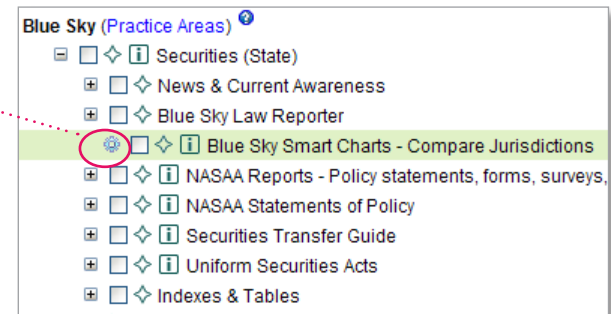 Blue Sky (Practice Areas) ?
i Securities (State)
News & Current Awareness
Blue Sky Law Reporter
i Blue Sky Smart Charts - Compare Jurisdictions
i NASAA Reports - Policy statements, forms, surveys,
i NASAA Statements of Policy
i Securities Transfer Guide
i Uniform Securities Acts
Indexes & Tables